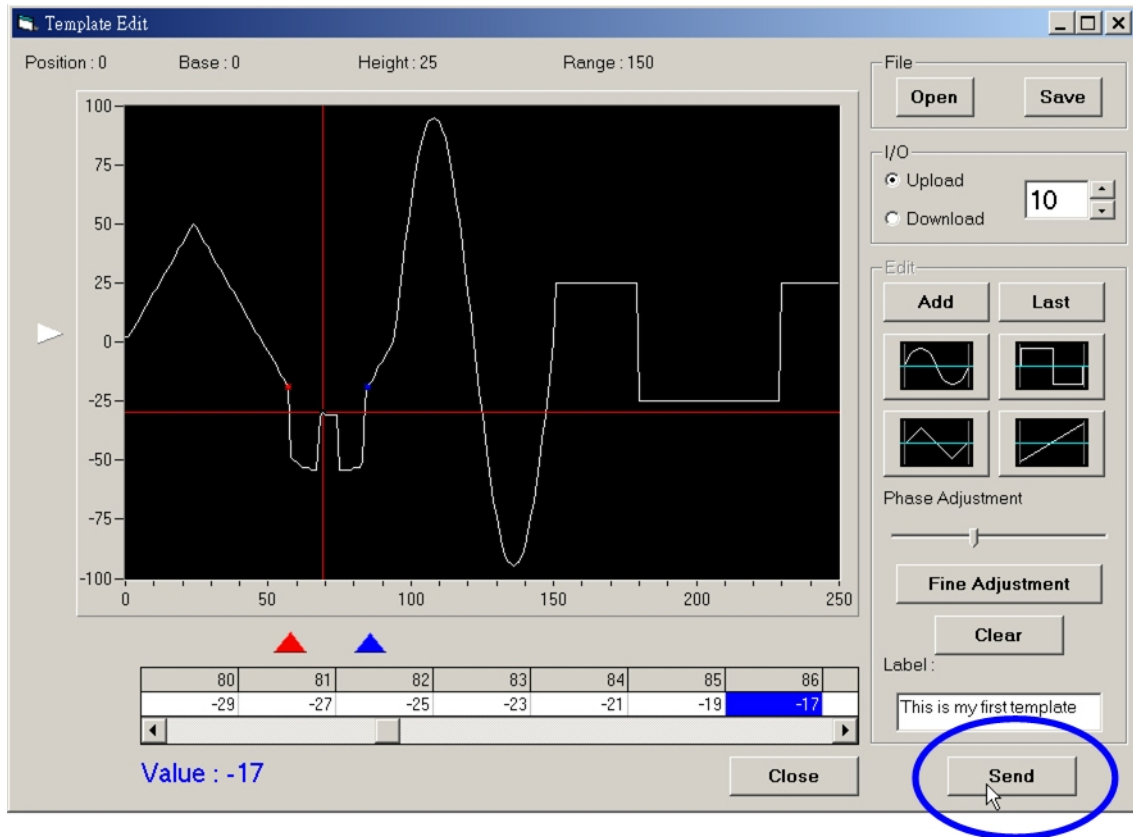 Template Edit
Position : 0 Base : 0 Height : 25 Range : 150
100
75
50
25
0
-25
-50
-75
-100
0 50 100 150 200 250
80 81 82 83 84 85 86
-29 -27 -25 -23 -21 -19 -17
Value : -17
Close
File
Open Save
I/O
Upload
Download
10
Edit
Add Last
Phase Adjustment
Fine Adjustment
Clear
Label :
This is my first template
Send